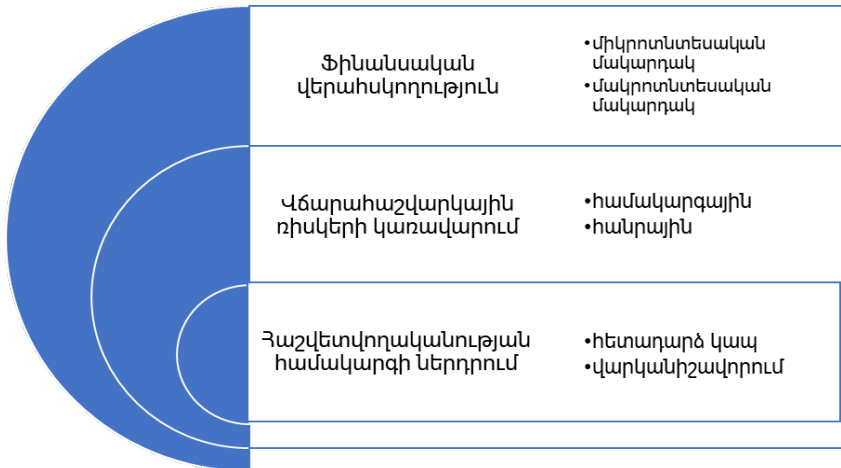 Ֆինանսական
վերահսկողություն
•միկրոտնտեսական
մակարդակ
•մակրոտնտեսական
մակարդակ
Վճարահաշվարկային
ռիսկերի կառավարում
•համակարգային
•հանրային
Հաշվետվողականության
համակարգի ներդրում
•հետադարձ կապ
•վարկանիշավորում